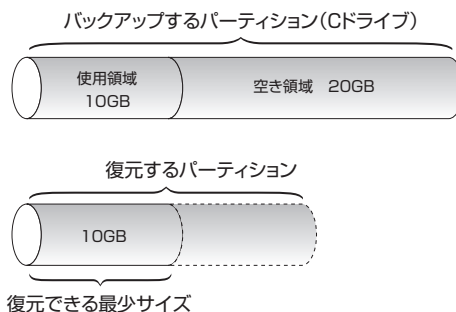 バックアップするパーティション（Cドライブ）
使用領域
10GB
空き領域　20GB
復元するパーティション
10GB
復元できる最少サイズ